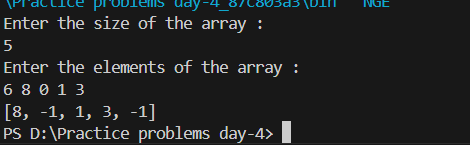 \Practice problems day-4_87c803a3\bin' 'NGE'
Enter the size of the array :
5
Enter the elements of the array :
6 8 0 1 3
[8, -1, 1, 3, -1]
PS D:\Practice problems day-4>